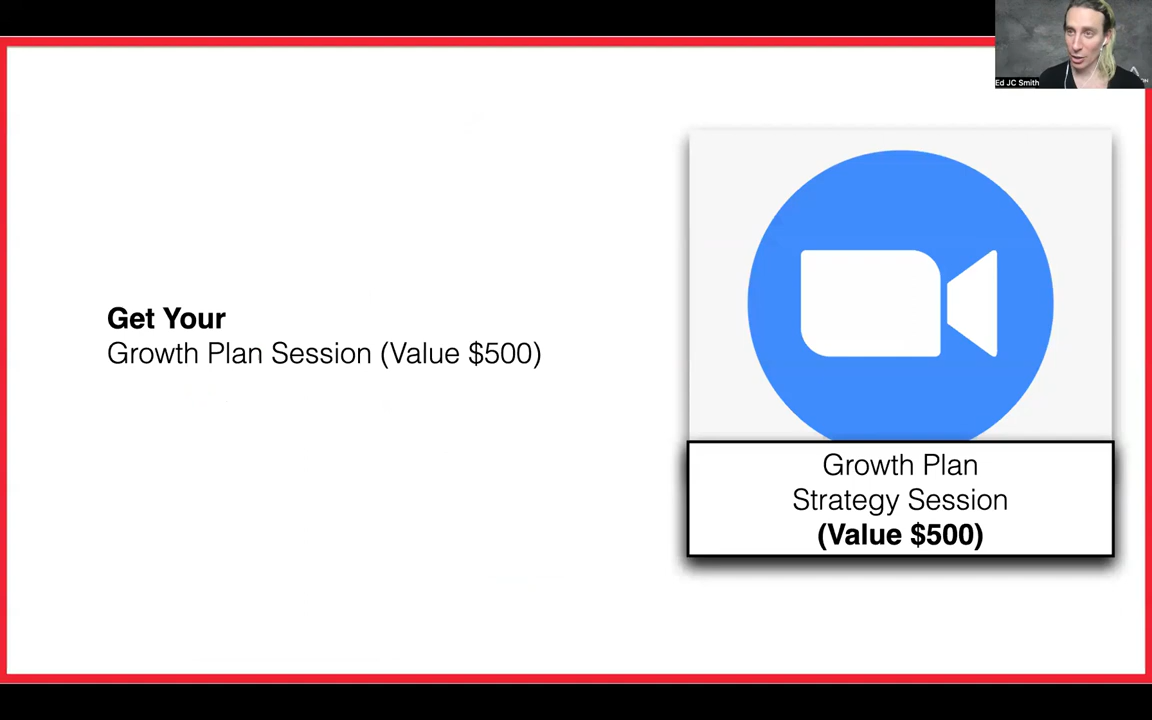 Ed JC Smith
Get Your
Growth Plan Session (Value $500)
Growth Plan
Strategy Session
(Value $500)